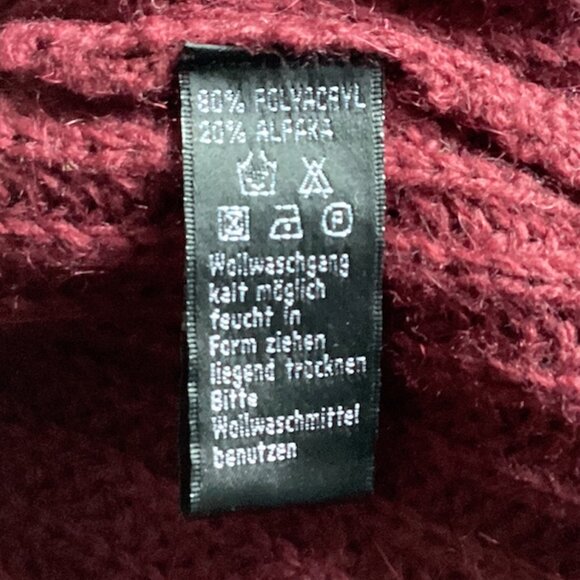 80% POLYACRYL
20% ALPAKA
P
Wollwaschgang
kalt möglich
feucht in
Form ziehen
liegend trocknen
Bitte
Wollwaschmittel
benutzen